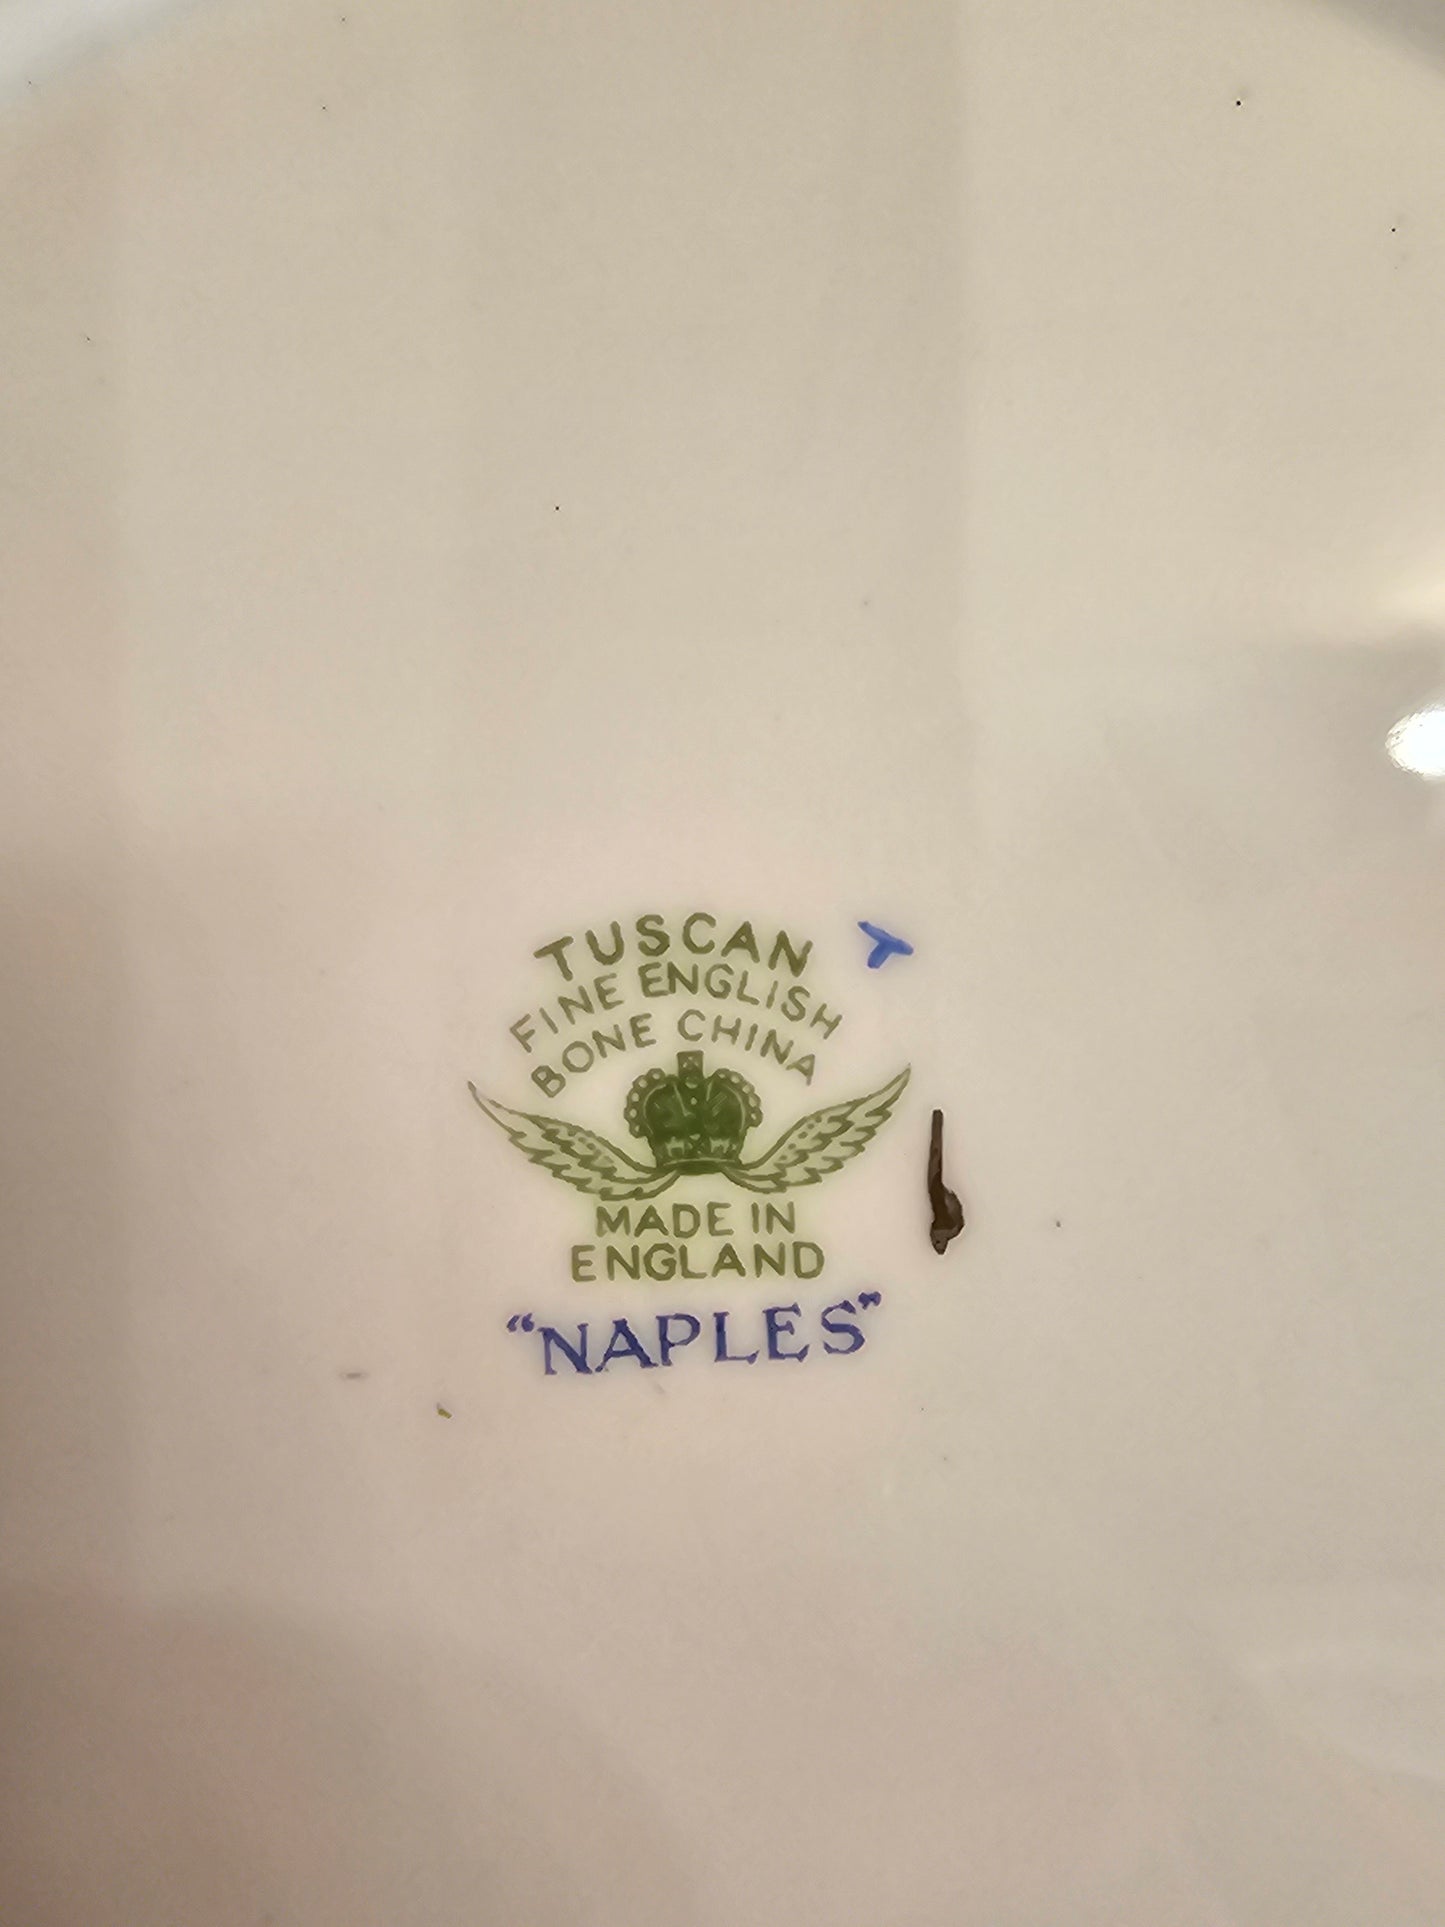 TUSCAN
FINE ENGLISH
BONE CHINA
MADE IN
ENGLAND
“NAPLES”